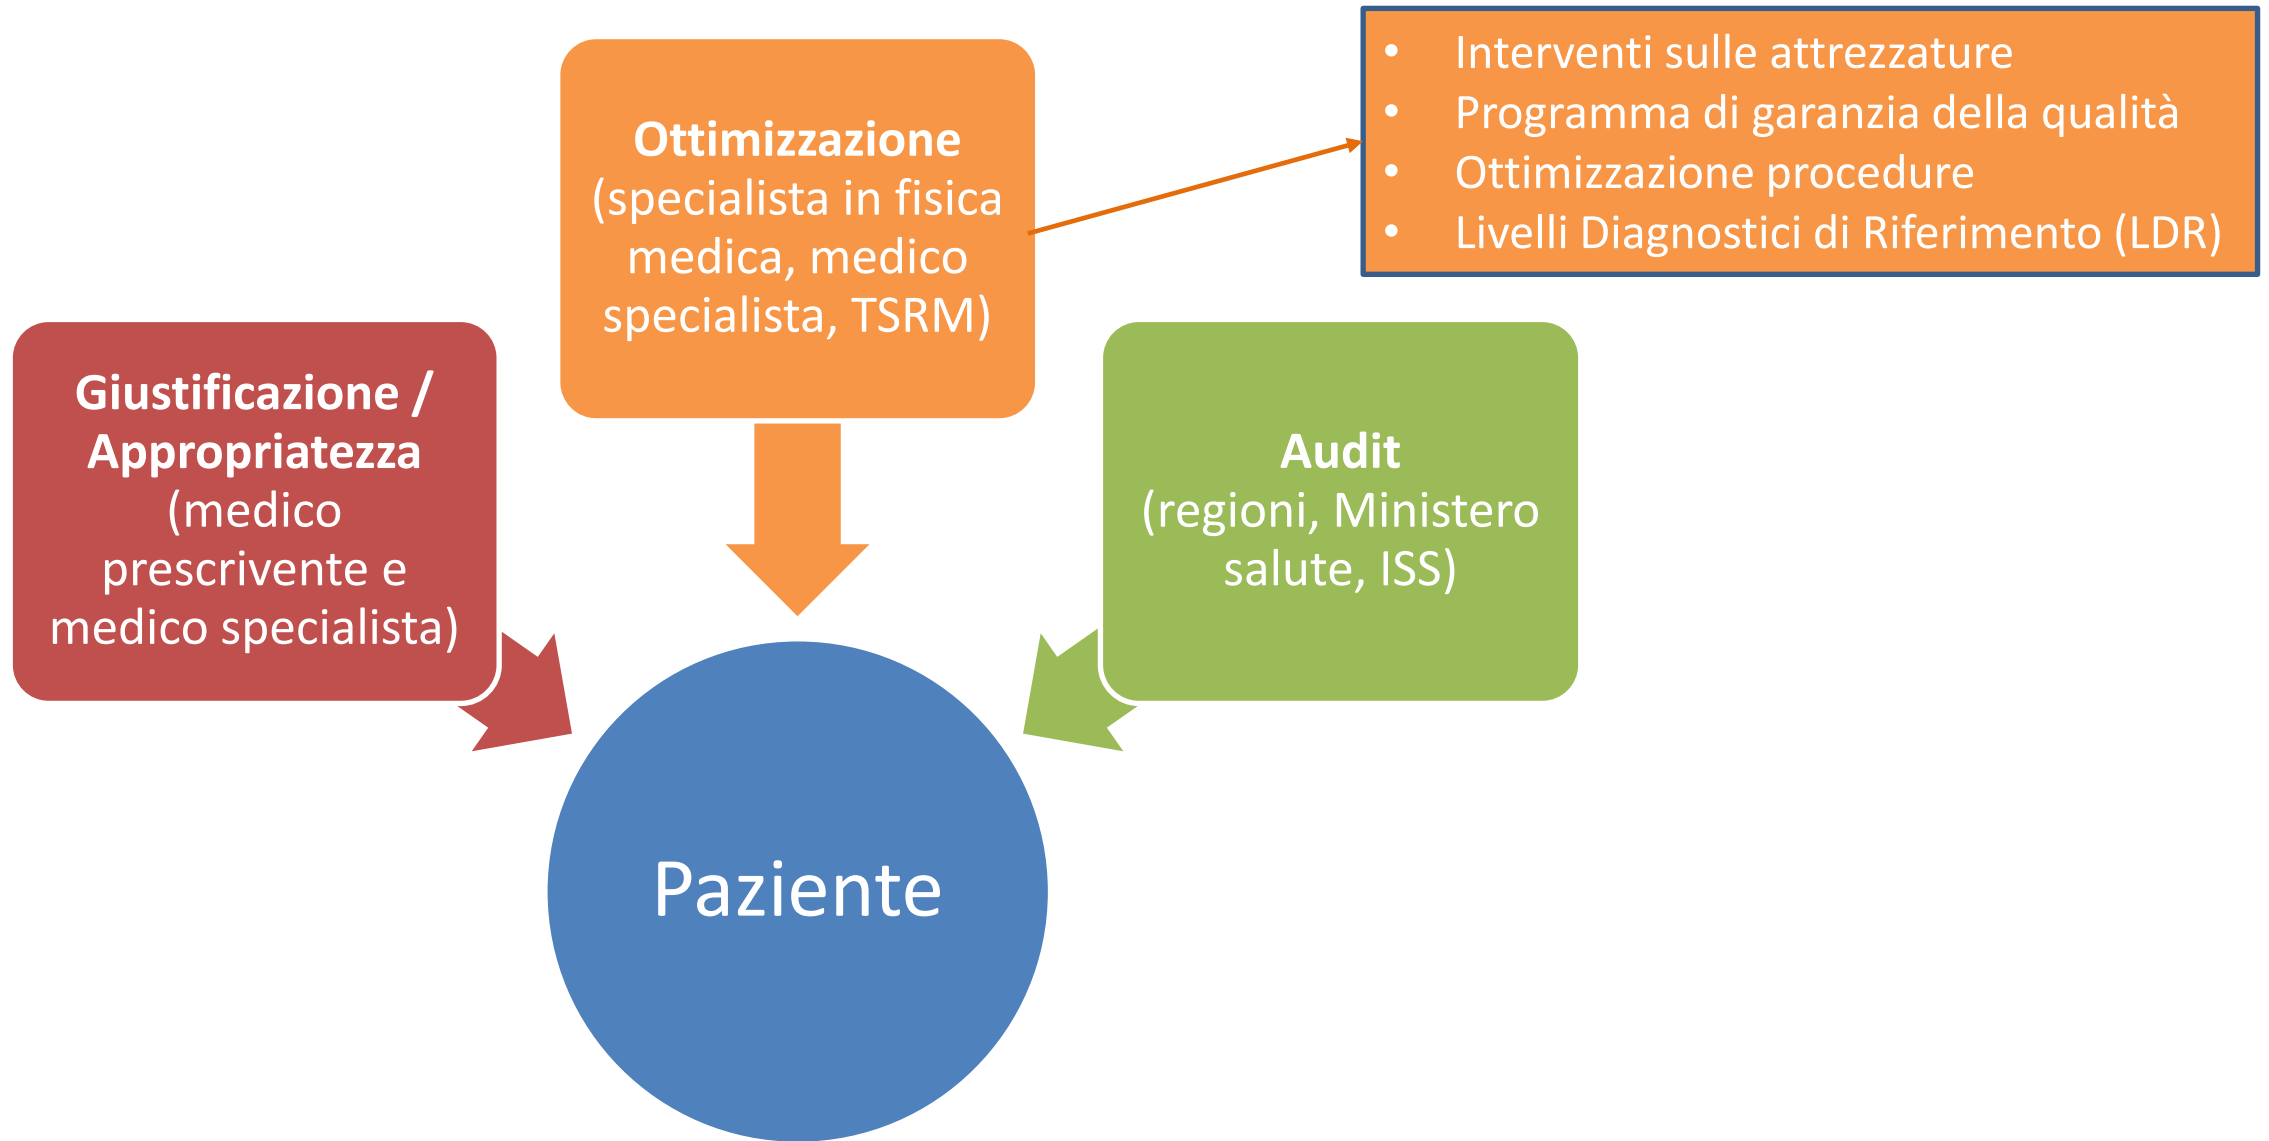 Ottimizzazione
(specialista in fisica
medica, medico
specialista, TSRM)
• Interventi sulle attrezzature
• Programma di garanzia della qualità
• Ottimizzazione procedure
• Livelli Diagnostici di Riferimento (LDR)
Giustificazione /
Appropriatezza
(medico
prescrivente e
medico specialista)
Audit
(regioni, Ministero
salute, ISS)
Paziente